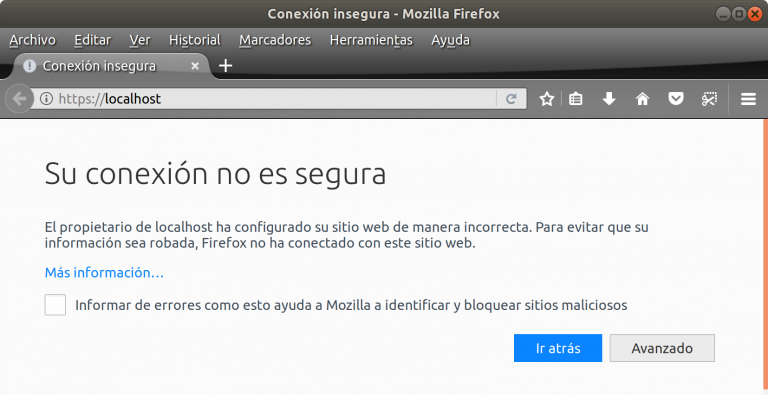 Conexión insegura - Mozilla Firefox
Archivo Editar Ver Historial Marcadores Herramientas Ayuda
Conexión insegura
https://localhost
Su conexión no es segura
El propietario de localhost ha configurado su sitio web de manera incorrecta. Para evitar que su
información sea robada, Firefox no ha conectado con este sitio web.
Más información…
Informar de errores como esto ayuda a Mozilla a identificar y bloquear sitios maliciosos
Ir atrás Avanzado